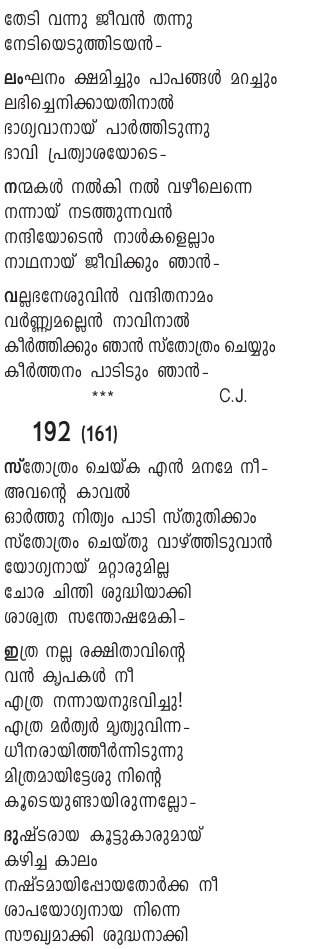 തേടി വന്നു ജീവൻ തന്നു
നേടിയെടുത്തിടയൻ-
ലംഘനം ക്ഷമിച്ചും പാപങ്ങൾ മറച്ചും
ലഭിച്ചെനിക്കായതിനാൽ
ഭാഗ്യവാനായ് പാർത്തിടുന്നു
ഭാവി പ്രത്യാശയോടെ-
നന്മകൾ നൽകി നൽ വഴീലെന്നെ
നന്നായ് നടത്തുന്നവൻ
നന്ദിയോടെൻ നാൾകളെല്ലാം
നാഥനായ് ജീവിക്കും ഞാൻ-
വല്ലഭനേശുവിൻ വന്ദിതനാമം
വർണ്ണ്യമല്ലെൻ നാവിനാൽ
കീർത്തിക്കും ഞാൻ സ്തോത്രം ചെയ്യും
കീർത്തനം പാടിടും ഞാൻ-
*** C.J.
192 (161)
സ്തോത്രം ചെയ്ക എൻ മനമേ നീ-
അവന്റെ കാവൽ
ഓർത്തു നിത്യം പാടി സ്തുതിക്കാം
സ്തോത്രം ചെയ്തു വാഴ്ത്തിടുവാൻ
യോഗ്യനായ് മറ്റാരുമില്ല
ചോര ചിന്തി ശുദ്ധിയാക്കി
ശാശ്വത സന്തോഷമേകി-
ഇത്ര നല്ല രക്ഷിതാവിന്റെ
വൻ കൃപകൾ നീ
എത്ര നന്നായനുഭവിച്ചു!
എത്ര മർത്യർ മൃത്യുവിന്ന-
ധീനരായിത്തീർന്നിടുന്നു
മിത്രമായിട്ടേശു നിന്റെ
കൂടെയുണ്ടായിരുന്നല്ലോ-
ദുഷ്ടരായ കൂട്ടുകാരുമായ്
കഴിച്ച കാലം
നഷ്ടമായിപ്പോയതോർക്ക നീ
ശാപയോഗ്യനായ നിന്നെ
സൗഖ്യമാക്കി ശുദ്ധനാക്കി